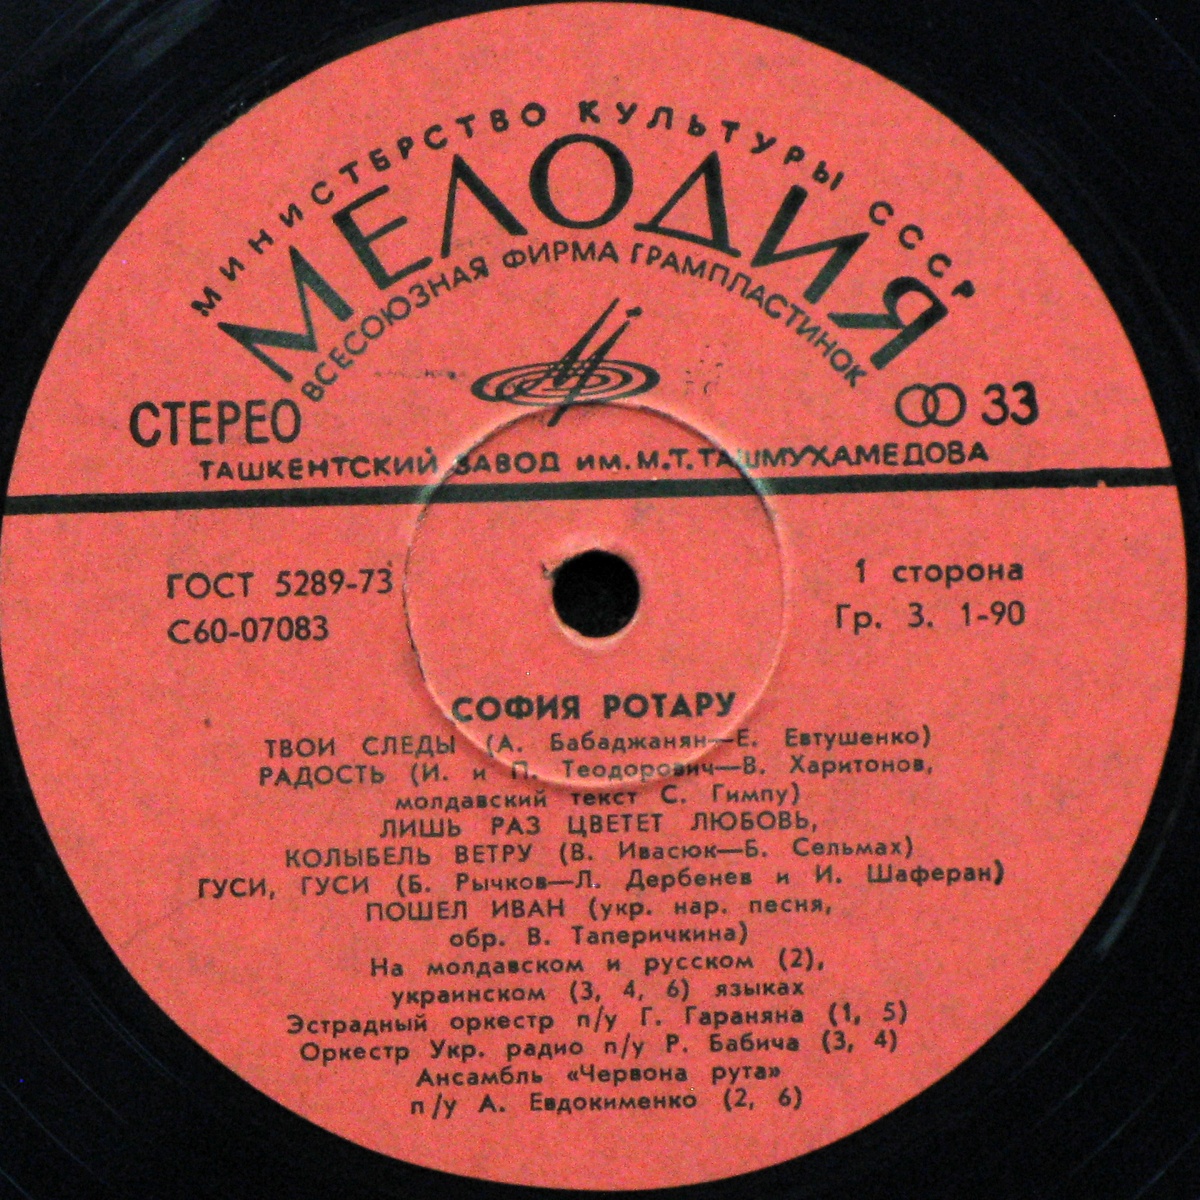 МИНИСТЕРСТВО КУЛЬТУРЫ СССР
МЕЛОДИЯ
ВСЕСОЮЗНАЯ ФИРМА ГРАМПЛАСТИНОК
СТЕРЕО
33
ТАШКЕНТСКИЙ ЗАВОД ИМ. М.Т. ТАШМУХАМЕДОВА
ГОСТ 5289-73
1 сторона
С60-07083
Гр. 3. 1-90
СОФИЯ РОТАРУ
ТВОИ СЛЕДЫ (А. Бабаджанян—Е. Евтушенко)
РАДОСТЬ (И. и П. Теодорович—В. Харитонов,
молдавский текст С. Гимпу)
ЛИШЬ РАЗ ЦВЕТЕТ ЛЮБОВЬ,
КОЛЫБЕЛЬ ВЕТРУ (В. Ивасюк—Б. Сельмах)
ГУСИ, ГУСИ (Б. Рычков—Л. Дербенев и И. Шаферан)
ПОШЕЛ ИВАН (укр. нар. песня,
обр. В. Таперичкина)
На молдавском и русском (2),
украинском (3, 4, 6) языках
Эстрадный оркестр п/у Г. Гараняна (1, 5)
Оркестр Укр. радио п/у Р. Бабича (3, 4)
Ансамбль «Червона рута»
п/у А. Евдокименко (2, 6)